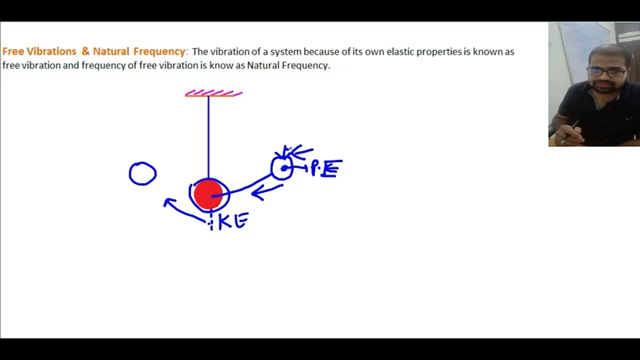 Free Vibrations & Natural Frequency: The vibration of a system because of its own elastic properties is known as
free vibration and frequency of free vibration is know as Natural Frequency.
P.E
KE